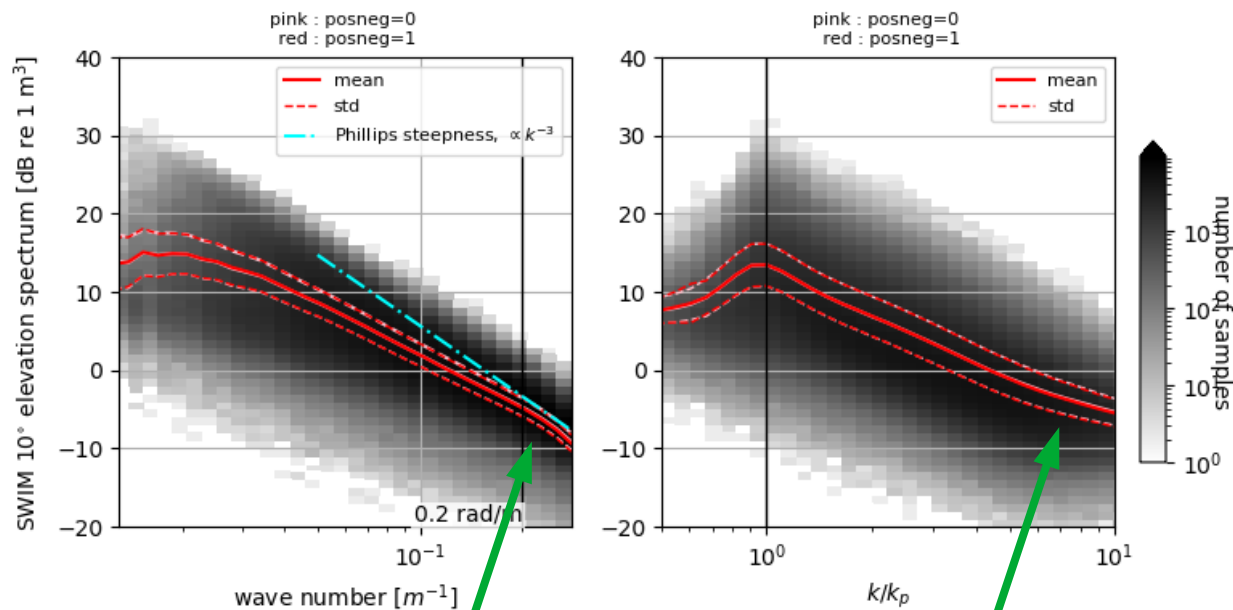 pink : posneg=0
red : posneg=1
SWIM 10° elevation spectrum [dB re 1 m³]
40
30
20
10
0
−10
−20
mean
std
Phillips steepness, ∝k⁻³
0.2 rad/m
10⁻¹
wave number [m⁻¹]
pink : posneg=0
red : posneg=1
40
30
20
10
0
−10
−20
mean
std
10⁰
10¹
k/kₚ
10²
10¹
10⁰
number of samples